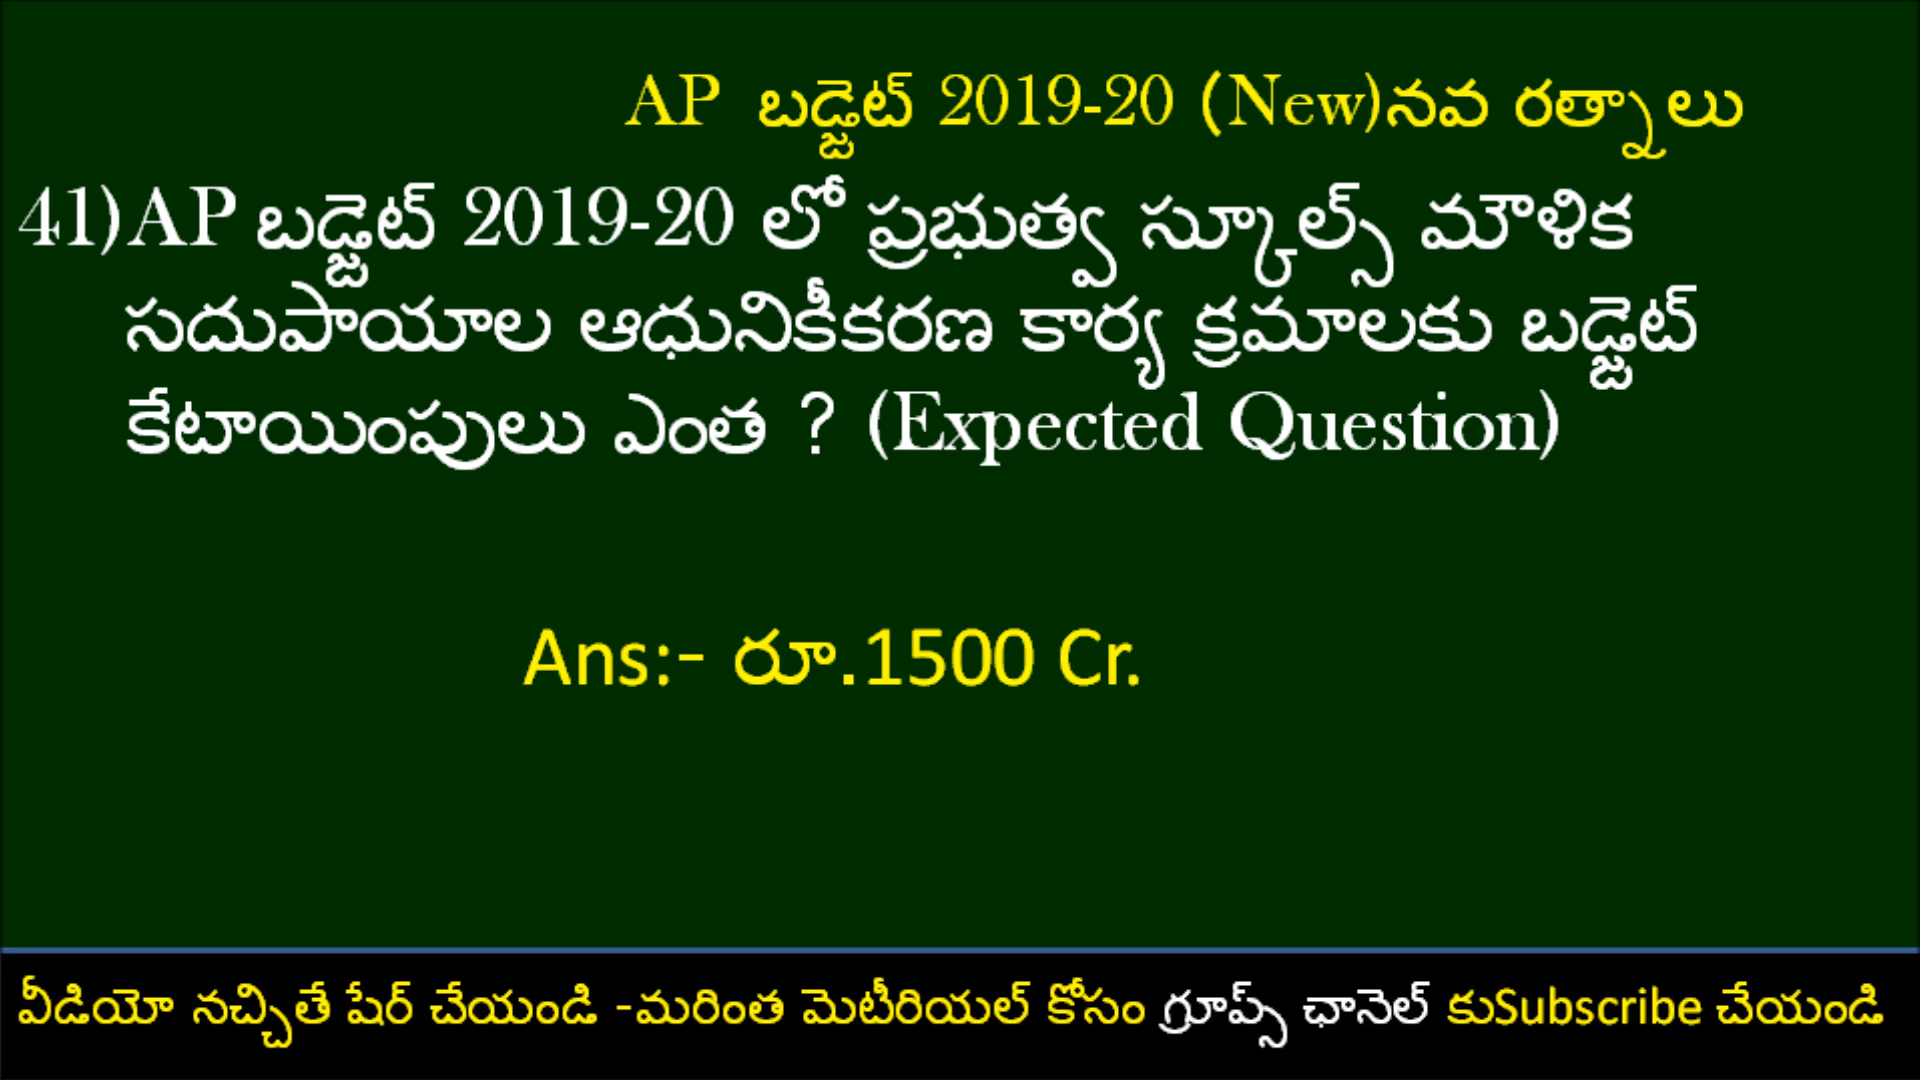 AP బడ్జెట్ 2019-20 (New)నవ రత్నాలు
41)AP బడ్జెట్ 2019-20 లో ప్రభుత్వ స్కూల్స్ మౌళిక
సదుపాయాల ఆధునికీకరణ కార్య క్రమాలకు బడ్జెట్
కేటాయింపులు ఎంత ? (Expected Question)
Ans:- రూ.1500 Cr.
వీడియో నచ్చితే షేర్ చేయండి -మరింత మెటీరియల్ కోసం గ్రూప్స్ ఛానెల్ కుSubscribe చేయండి